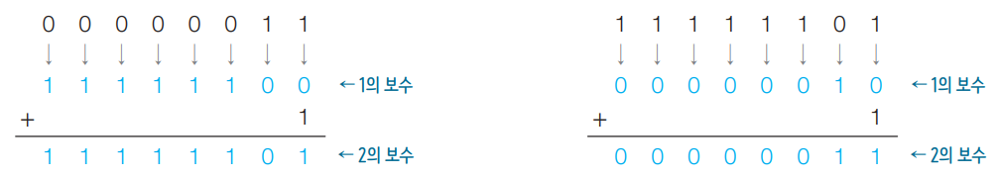 0 0 0 0 0 0 1 1
1 1 1 1 1 1 0 0 ← 1의 보수
+ 1
1 1 1 1 1 1 0 1 ← 2의 보수
1 1 1 1 1 1 0 1
0 0 0 0 0 0 1 0 ← 1의 보수
+ 1
0 0 0 0 0 0 1 1 ← 2의 보수